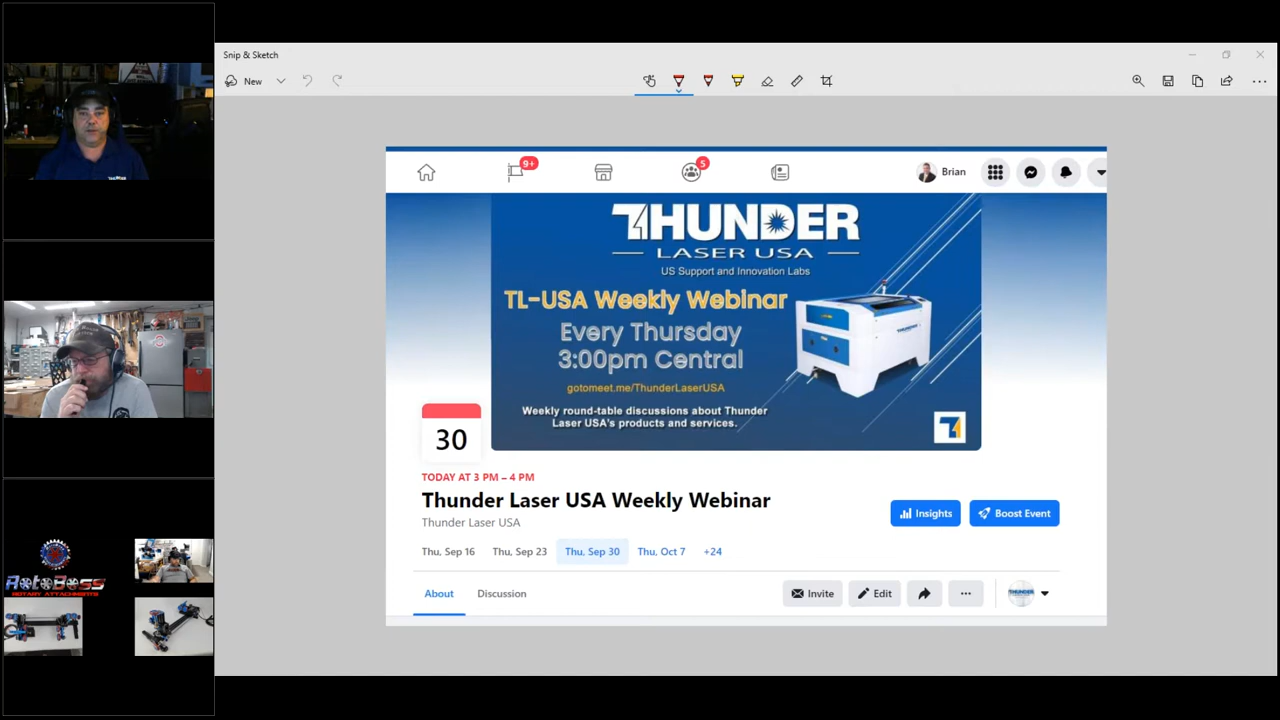 Snip & Sketch
New
9+
5
Brian
THUNDER
LASER USA
US Support and Innovation Labs
TL-USA Weekly Webinar
Every Thursday
3:00pm Central
gotomeet.me/ThunderLaserUSA
Weekly round-table discussions about Thunder
Laser USA's products and services.
30
TODAY AT 3 PM – 4 PM
Thunder Laser USA Weekly Webinar
Thunder Laser USA
Insights
Boost Event
Thu, Sep 16
Thu, Sep 23
Thu, Sep 30
Thu, Oct 7
+24
About
Discussion
Invite
Edit
RotoBoss
ROTARY ATTACHMENTS